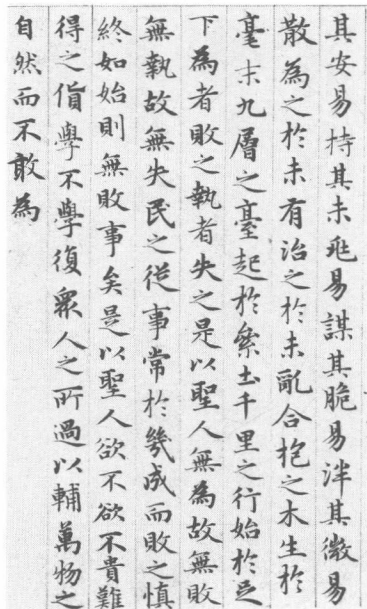 其安易持其未兆易謀其脆易泮其微易
散為之於未有治之於未亂合抱之木生於
毫末九層之臺起於絫土千里之行始於足
下為者敗之執者失之是以聖人無為故無敗
無執故無失民之從事常於幾成而敗之慎
終如始則無敗事矣是以聖人欲不欲不貴難
得之貨學不學復眾人之所過以輔萬物之
自然而不敢為